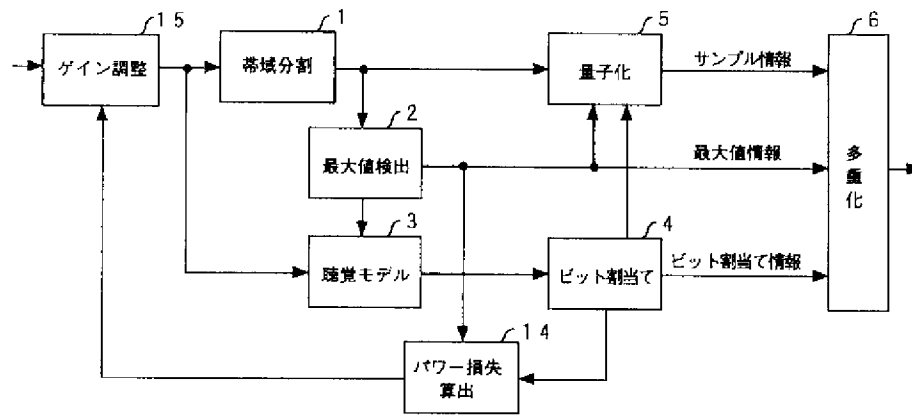 15
ゲイン調整
1
帯域分割
5
量子化
サンプル情報
6
多重化
2
最大値検出
最大値情報
3
聴覚モデル
4
ビット割当て
ビット割当て情報
14
パワー損失
算出